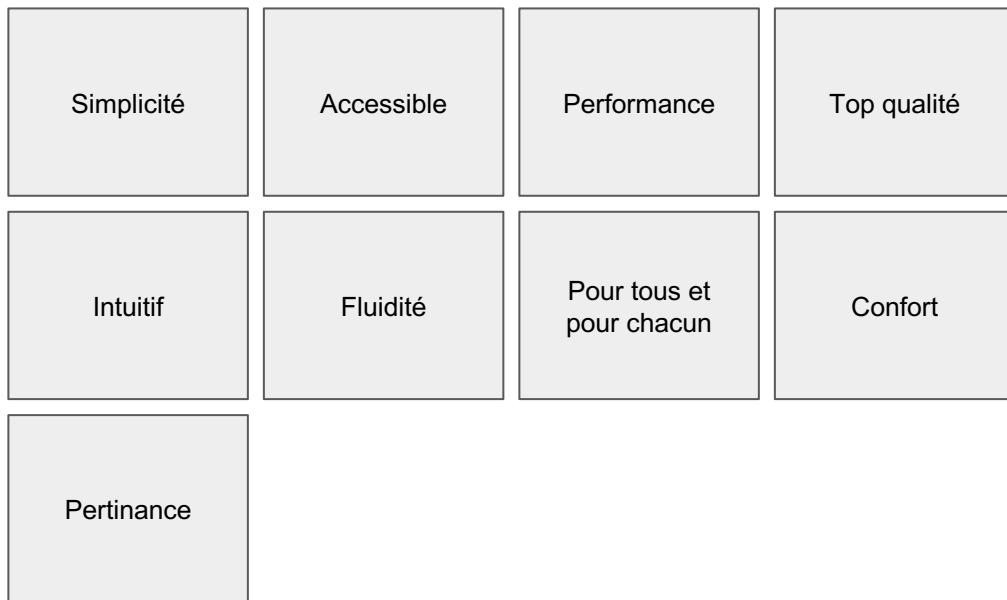 Simplicité
Accessible
Performance
Top qualité
Intuitif
Fluidité
Pour tous et
pour chacun
Confort
Pertinance